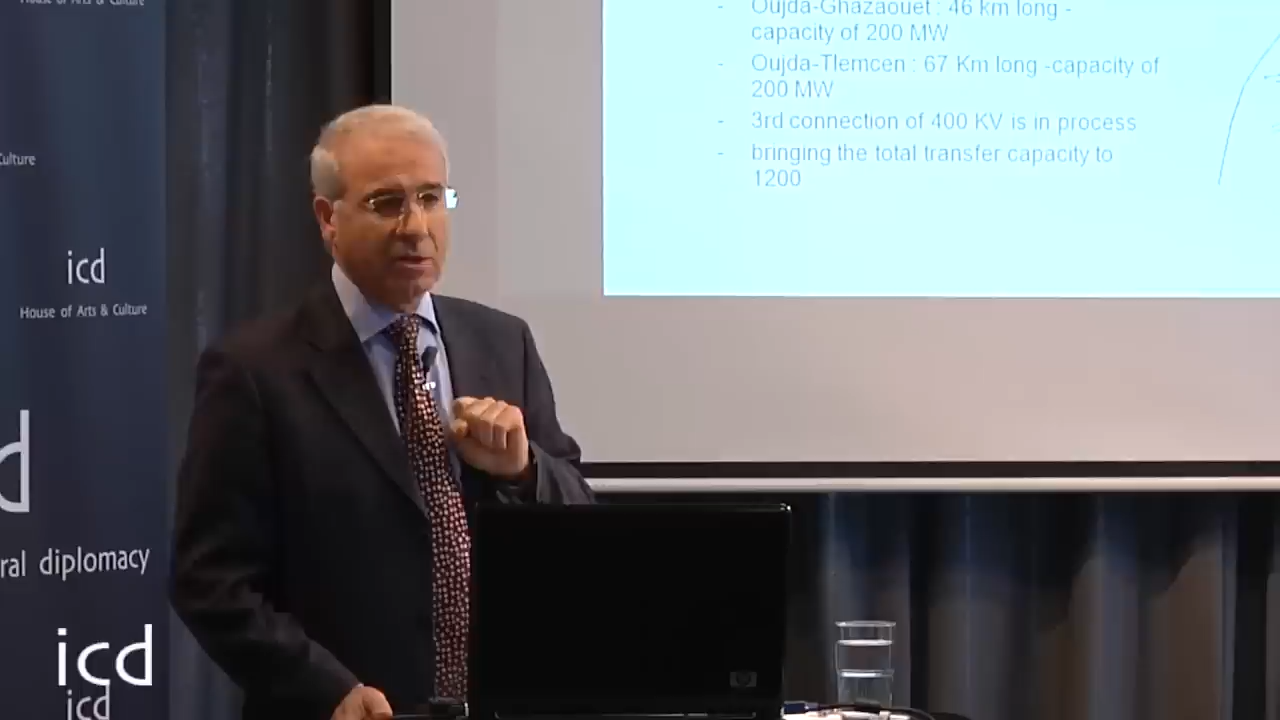 House of Arts & Culture
Culture
icd
House of Arts & Culture
d
ral diplomacy
icd
icd
- Oujda-Ghazaouet : 46 km long -
capacity of 200 MW
- Oujda-Tlemcen : 67 Km long -capacity of
200 MW
- 3rd connection of 400 KV is in process
- bringing the total transfer capacity to
1200
hp